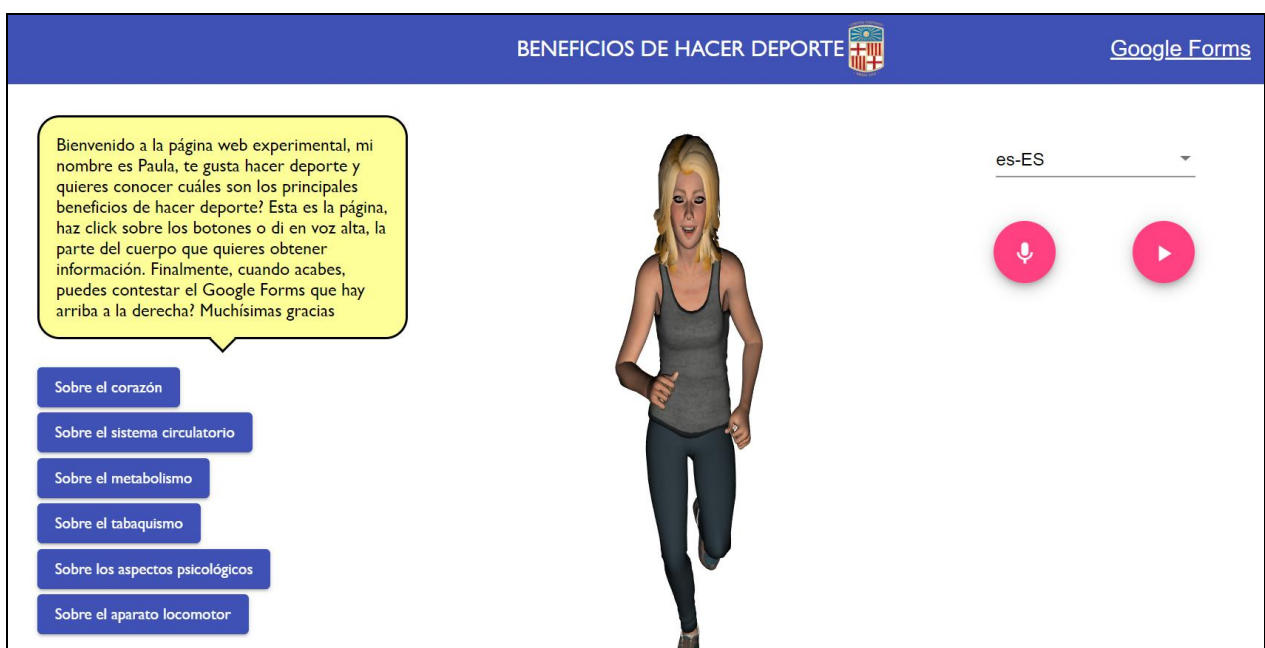 BENEFICIOS DE HACER DEPORTE
Google Forms
Bienvenido a la página web experimental, mi
nombre es Paula, te gusta hacer deporte y
quieres conocer cuáles son los principales
beneficios de hacer deporte? Esta es la página,
haz click sobre los botones o di en voz alta, la
parte del cuerpo que quieres obtener
información. Finalmente, cuando acabes,
puedes contestar el Google Forms que hay
arriba a la derecha? Muchísimas gracias
es-ES
Sobre el corazón
Sobre el sistema circulatorio
Sobre el metabolismo
Sobre el tabaquismo
Sobre los aspectos psicológicos
Sobre el aparato locomotor